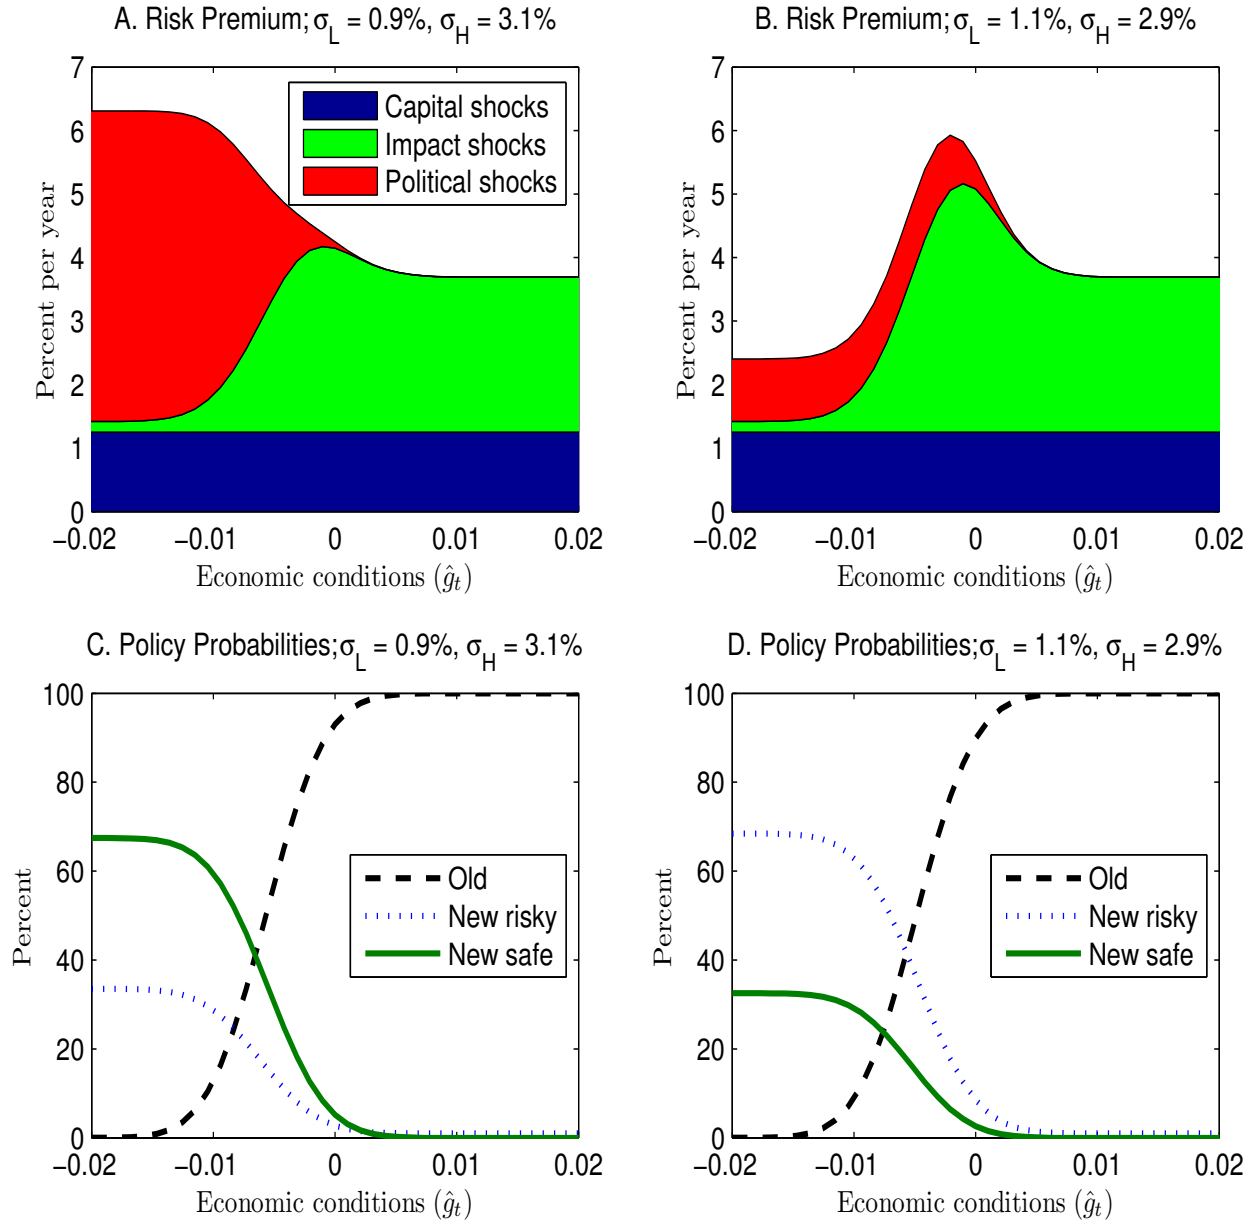 A. Risk Premium; σL = 0.9%, σH = 3.1%
Percent per year
7
6
5
4
3
2
1
0
Capital shocks
Impact shocks
Political shocks
−0.02 −0.01 0 0.01 0.02
Economic conditions (ĝt)
B. Risk Premium; σL = 1.1%, σH = 2.9%
Percent per year
7
6
5
4
3
2
1
0
−0.02 −0.01 0 0.01 0.02
Economic conditions (ĝt)
C. Policy Probabilities; σL = 0.9%, σH = 3.1%
Percent
100
80
60
40
20
0
Old
New risky
New safe
−0.02 −0.01 0 0.01 0.02
Economic conditions (ĝt)
D. Policy Probabilities; σL = 1.1%, σH = 2.9%
Percent
100
80
60
40
20
0
Old
New risky
New safe
−0.02 −0.01 0 0.01 0.02
Economic conditions (ĝt)